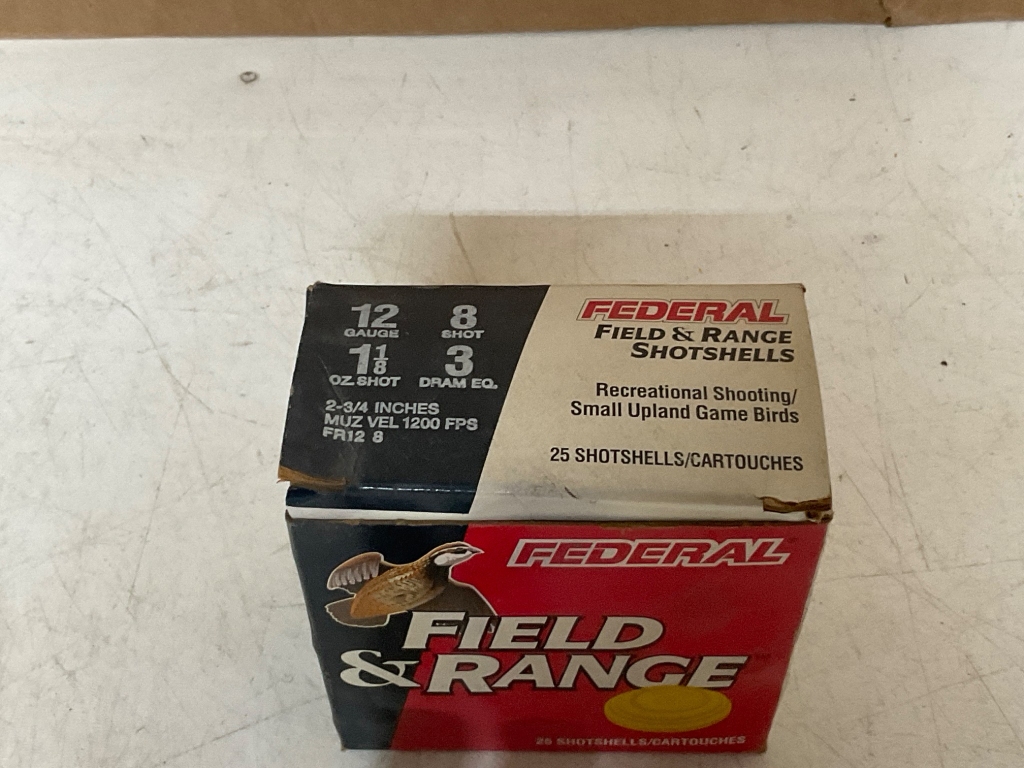 12 8
GAUGE SHOT
1 1/8 3
OZ. SHOT DRAM EQ.
2-3/4 INCHES
MUZ VEL 1200 FPS
FR12 8
FEDERAL
FIELD & RANGE
SHOTSHELLS
Recreational Shooting/
Small Upland Game Birds
25 SHOTSHELLS/CARTOUCHES
FEDERAL®
FIELD
& RANGE™
25 SHOTSHELLS/CARTOUCHES